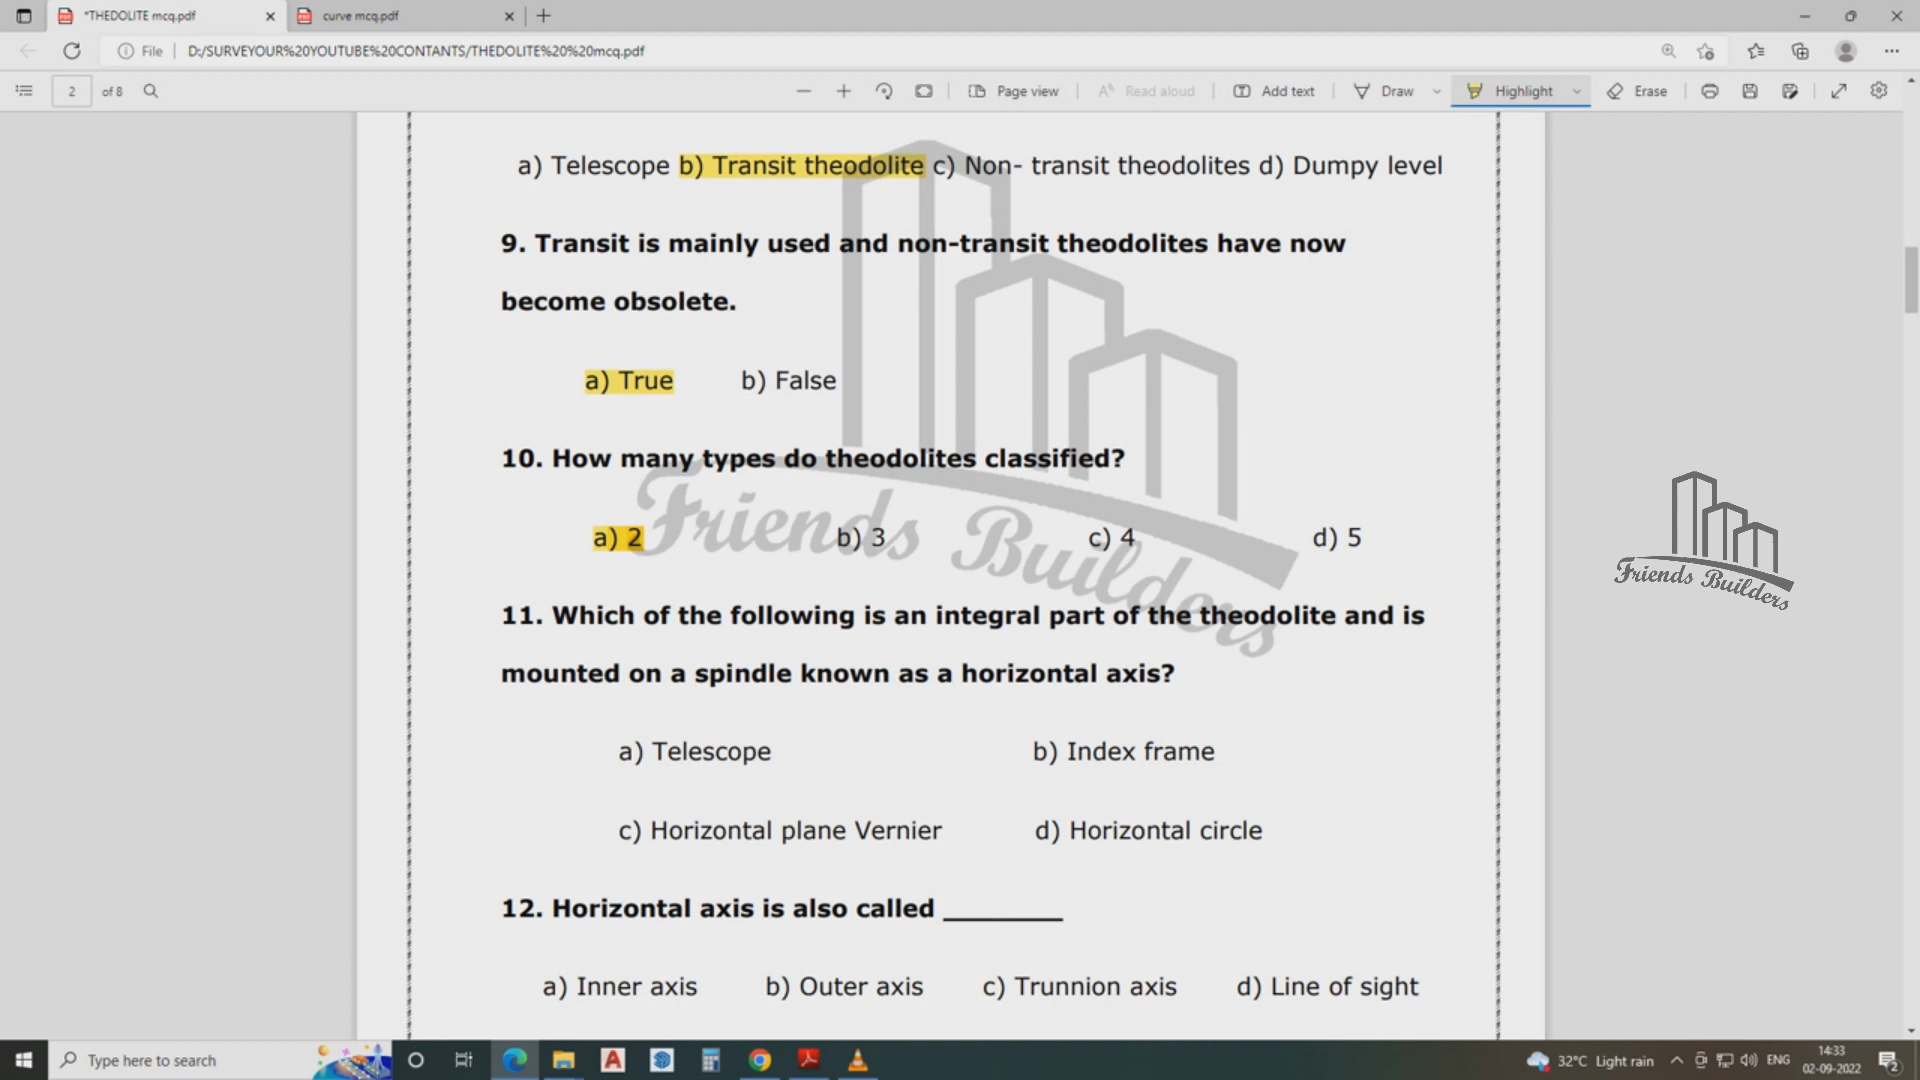 *THEDOLITE mcq.pdf
curve mcq.pdf
File
D:/SURVEYOUR%20YOUTUBE%20CONTANTS/THEDOLITE%20%20mcq.pdf
2 of 8
Page view
Read aloud
Add text
Draw
Highlight
Erase
a) Telescope b) Transit theodolite c) Non- transit theodolites d) Dumpy level
9. Transit is mainly used and non-transit theodolites have now
become obsolete.
a) True b) False
10. How many types do theodolites classified?
a) 2 b) 3 c) 4 d) 5
Friends Builders
11. Which of the following is an integral part of the theodolite and is
mounted on a spindle known as a horizontal axis?
a) Telescope b) Index frame
c) Horizontal plane Vernier d) Horizontal circle
12. Horizontal axis is also called ________
a) Inner axis b) Outer axis c) Trunnion axis d) Line of sight
Friends Builders
Type here to search
32°C Light rain
ENG
14:33
02-09-2022
2